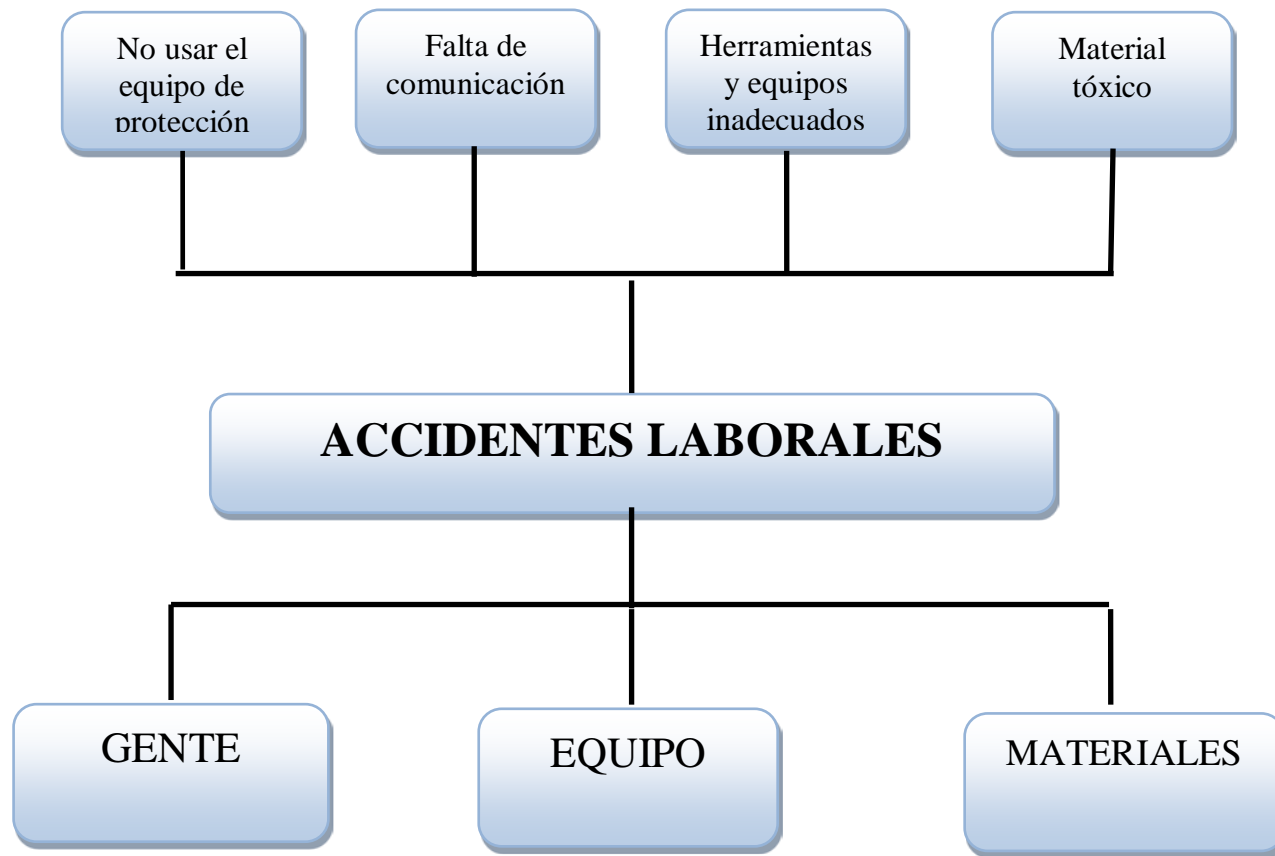 No usar el
equipo de
protección
Falta de
comunicación
Herramientas
y equipos
inadecuados
Material
tóxico
ACCIDENTES LABORALES
GENTE
EQUIPO
MATERIALES